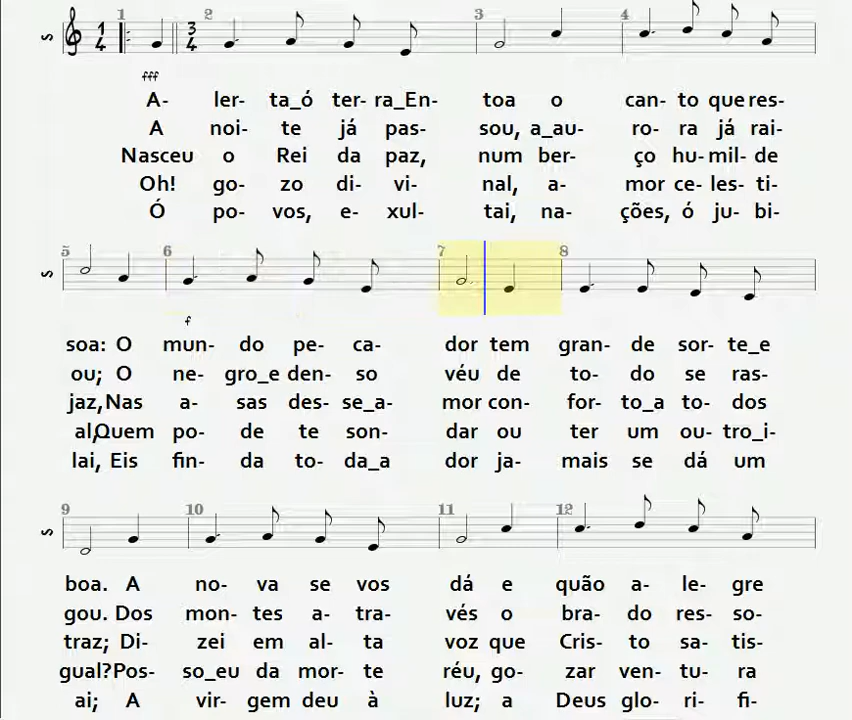 1 2 3 4
S 1 4 3 4
fff
A- ler- ta_ó ter- ra_En- toa o can- to que res-
A noi- te já pas- sou, a_au- ro- ra já rai-
Nasceu o Rei da paz, num ber- ço hu- mil- de
Oh! go- zo di- vi- nal, a- mor ce- les- ti-
Ó po- vos, e- xul- tai, na- ções, ó ju- bi-
5 6 7 8
S
f
soa: O mun- do pe- ca- dor tem gran- de sor- te_e
ou; O ne- gro_e den- so véu de to- do se ras-
jaz, Nas a- sas des- se_a- mor con- for- to_a to- dos
al, Quem po- de te son- dar ou ter um ou- tro_i-
lai, Eis fin- da to- da_a dor ja- mais se dá um
9 10 11 12
S
boa. A no- va se vos dá e quão a- le- gre
gou. Dos mon- tes a- tra- vés o bra- do res- so-
traz; Di- zei em al- ta voz que Cris- to sa- tis-
gual? Pos- so_eu da mor- te réu, go- zar ven- tu- ra
ai; A vir- gem deu à luz; a Deus glo- ri- fi-